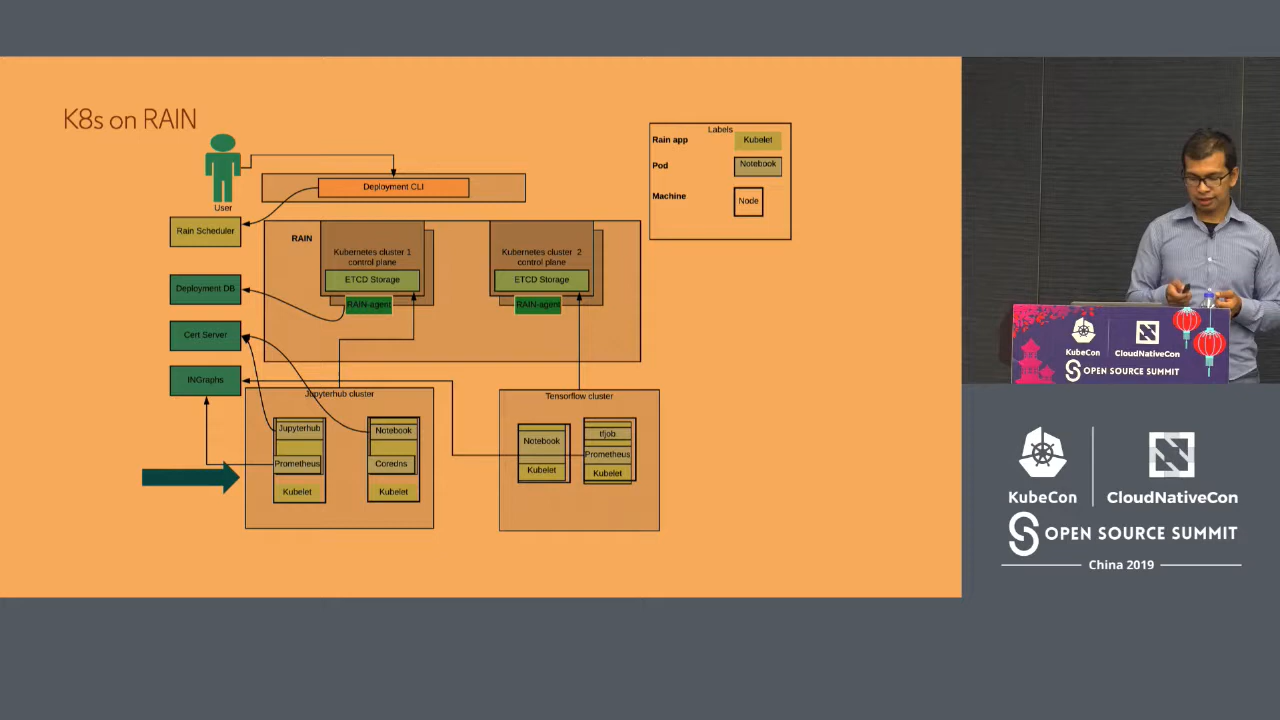 K8s on RAIN
User
Deployment CLI
Rain Scheduler
Deployment DB
Cert Server
INGraphs
RAIN
Kubernetes cluster 1
control plane
ETCD Storage
RAIN-agent
Kubernetes cluster 2
control plane
ETCD Storage
RAIN-agent
Jupyterhub cluster
Jupyterhub
Prometheus
Kubelet
Notebook
Coredns
Kubelet
Tensorflow cluster
Notebook
Kubelet
tfjob
Prometheus
Kubelet
Labels
Rain app
Kubelet
Pod
Notebook
Machine
Node
KubeCon
CloudNativeCon
OPEN SOURCE SUMMIT
KubeCon
CloudNativeCon
OPEN SOURCE SUMMIT
China 2019